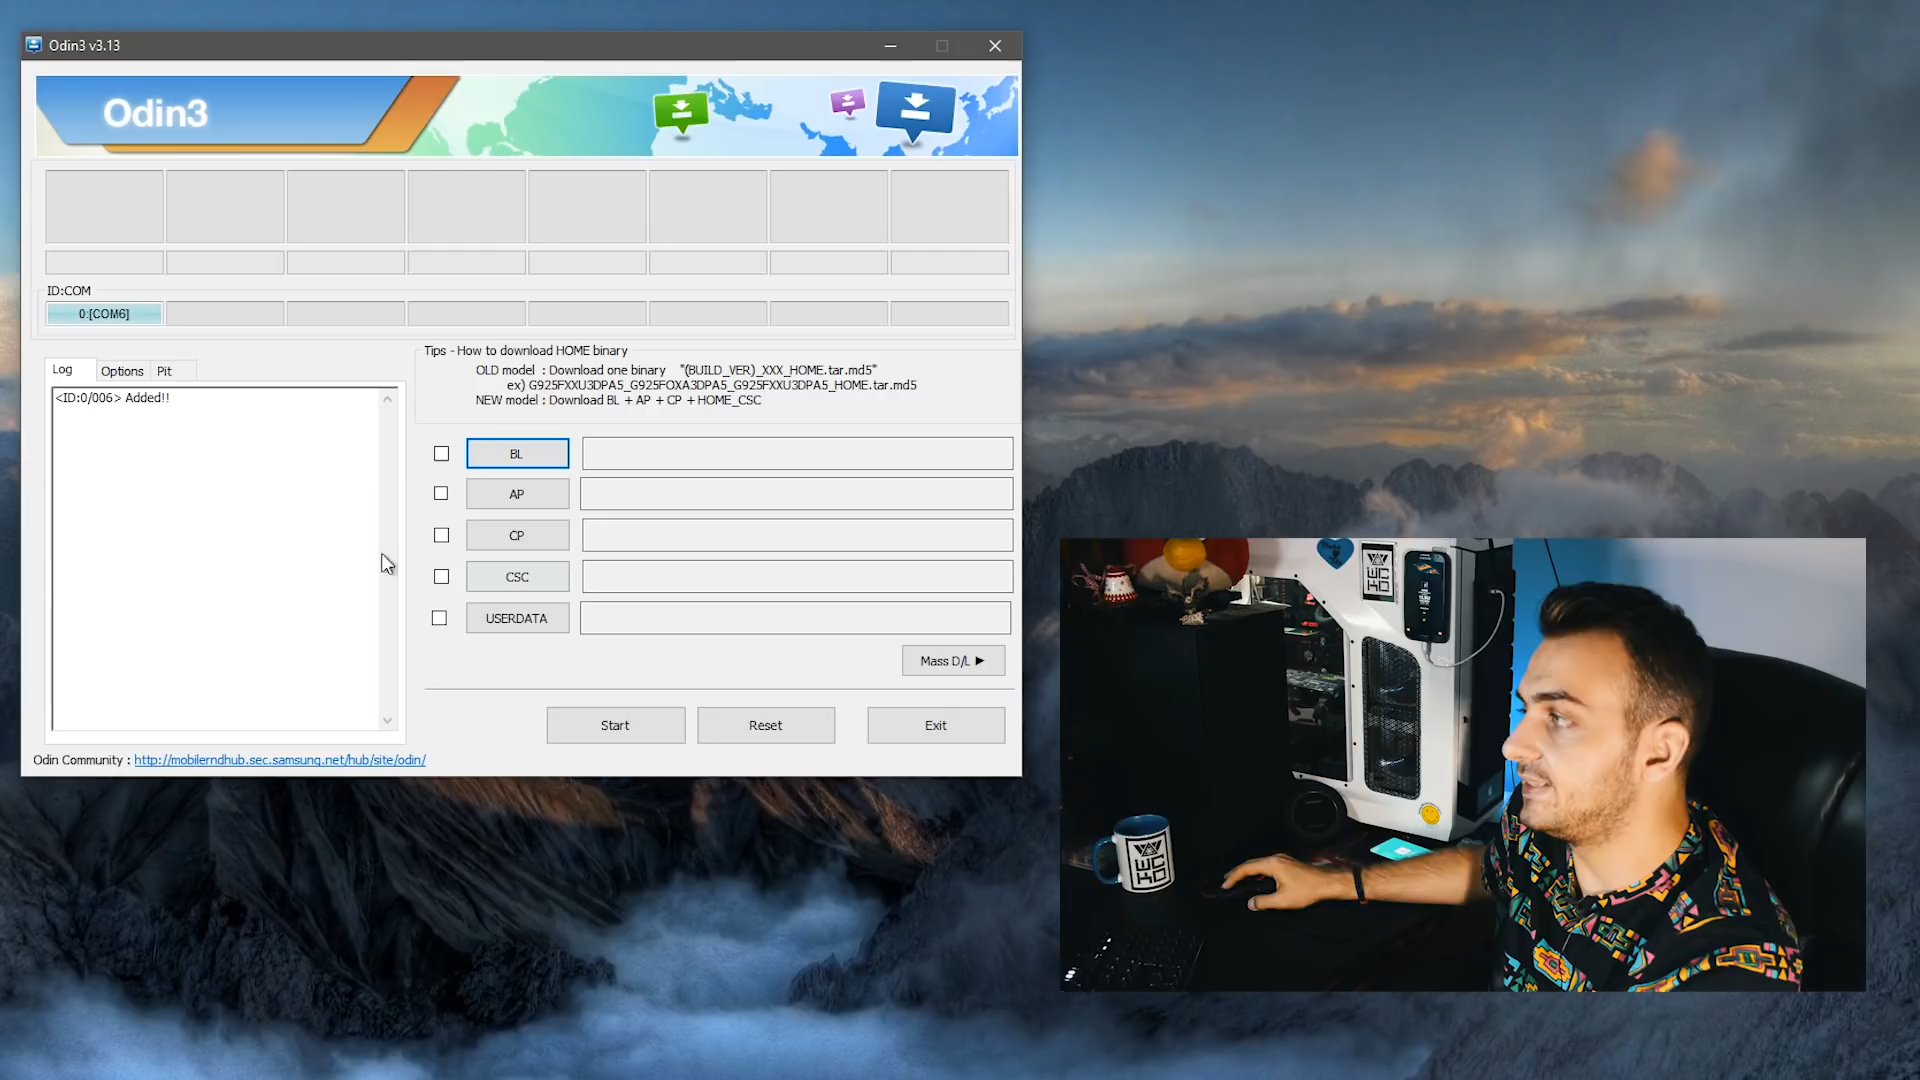 Odin3 v3.13
Odin3
ID:COM
0:[COM6]
Log
Options
Pit
<ID:0/006> Added!!
Tips - How to download HOME binary
OLD model : Download one binary "(BUILD_VER)_XXX_HOME.tar.md5"
ex) G925FXXU3DPA5_G925FOXA3DPA5_G925FXXU3DPA5_HOME.tar.md5
NEW model : Download BL + AP + CP + HOME_CSC
BL
AP
CP
CSC
USERDATA
Mass D/L ►
Start
Reset
Exit
Odin Community : http://mobilerndhub.sec.samsung.net/hub/site/odin/